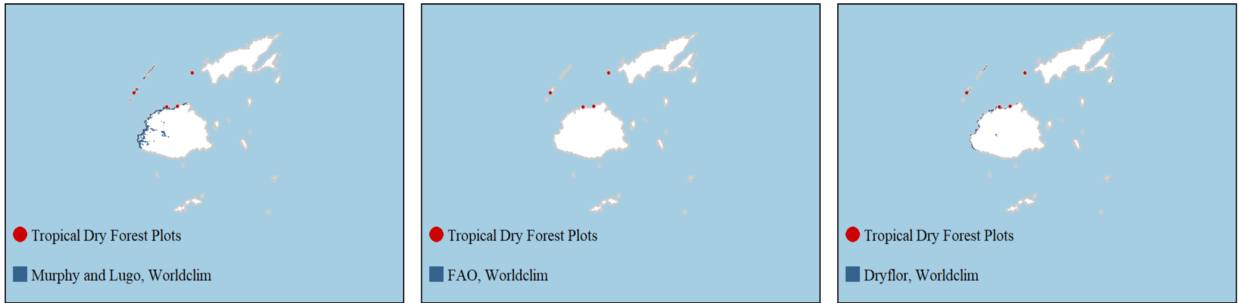 Tropical Dry Forest Plots
Murphy and Lugo, Worldclim
Tropical Dry Forest Plots
FAO, Worldclim
Tropical Dry Forest Plots
Dryflor, Worldclim